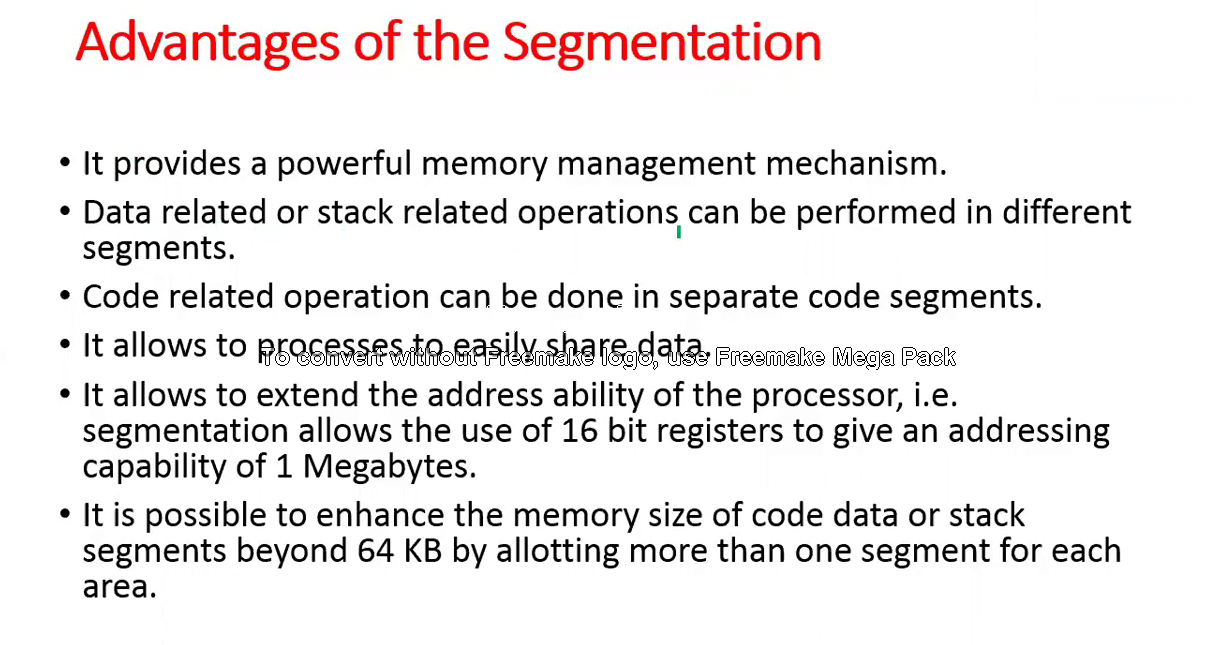 Advantages of the Segmentation
• It provides a powerful memory management mechanism.
• Data related or stack related operations can be performed in different
segments.
• Code related operation can be done in separate code segments.
• It allows to processes to easily share data.
To convert without Freemake logo, use Freemake Mega Pack
• It allows to extend the address ability of the processor, i.e.
segmentation allows the use of 16 bit registers to give an addressing
capability of 1 Megabytes.
• It is possible to enhance the memory size of code data or stack
segments beyond 64 KB by allotting more than one segment for each
area.